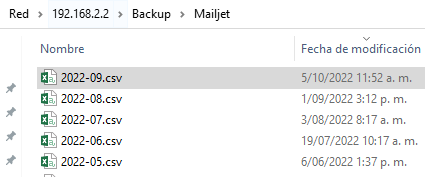 Red > 192.168.2.2 > Backup > Mailjet
Nombre Fecha de modificación
2022-09.csv 5/10/2022 11:52 a. m.
2022-08.csv 1/09/2022 3:12 p. m.
2022-07.csv 3/08/2022 8:17 a. m.
2022-06.csv 19/07/2022 10:17 a. m.
2022-05.csv 6/06/2022 1:37 p. m.